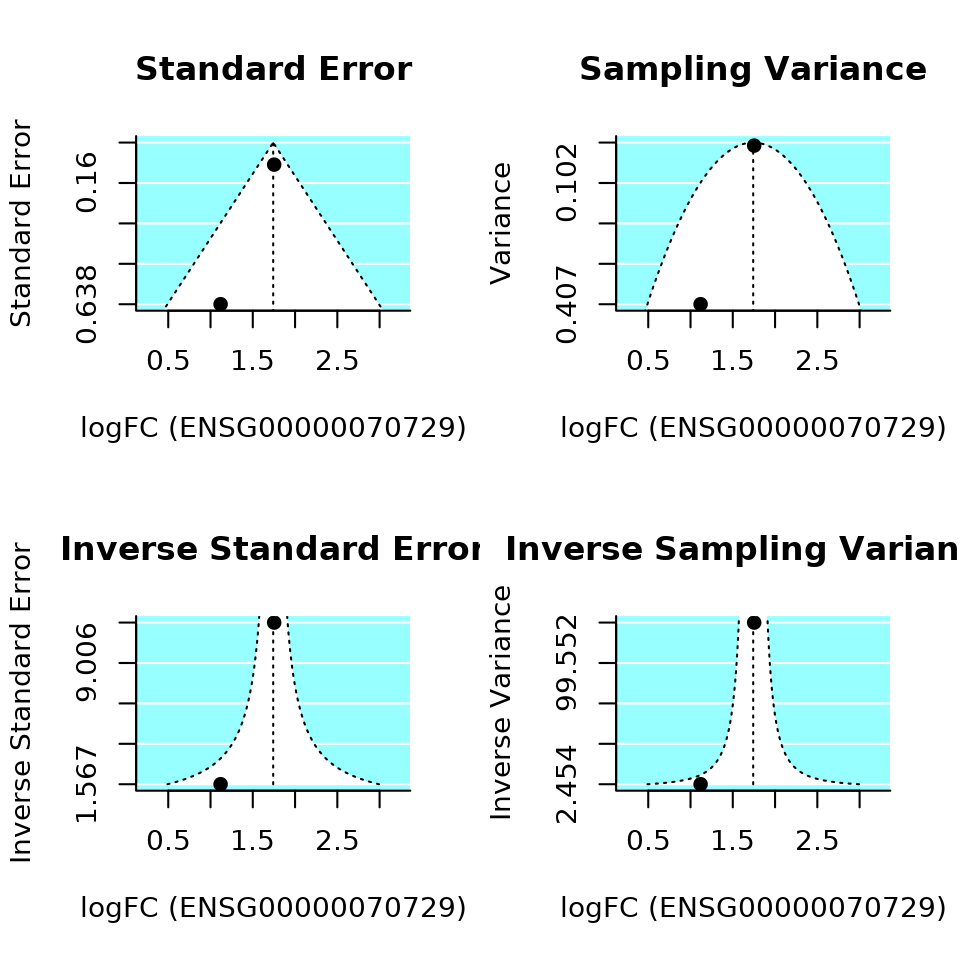 Standard Error
Standard Error
0.16
0.638
0.5 1.5 2.5
logFC (ENSG00000070729)
Sampling Variance
Variance
0.102
0.407
0.5 1.5 2.5
logFC (ENSG00000070729)
Inverse Standard Error
Inverse Standard Error
9.006
1.567
0.5 1.5 2.5
logFC (ENSG00000070729)
Inverse Sampling Varian
Inverse Variance
99.552
2.454
0.5 1.5 2.5
logFC (ENSG00000070729)